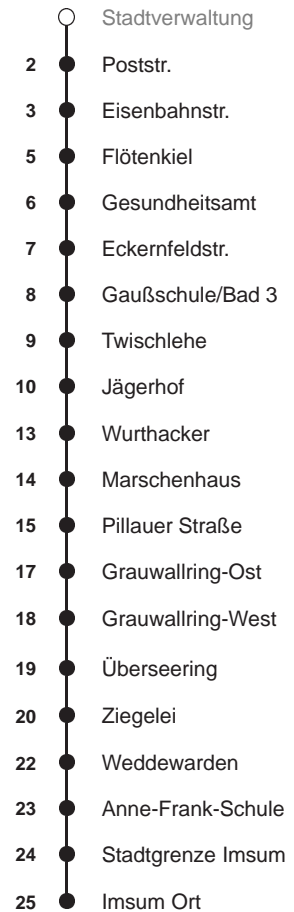 Stadtverwaltung
2 Poststr.
3 Eisenbahnstr.
5 Flötenkiel
6 Gesundheitsamt
7 Eckernfeldstr.
8 Gaußschule/Bad 3
9 Twischlehe
10 Jägerhof
13 Wurthacker
14 Marschenhaus
15 Pillauer Straße
17 Grauwallring-Ost
18 Grauwallring-West
19 Überseering
20 Ziegelei
22 Weddewarden
23 Anne-Frank-Schule
24 Stadtgrenze Imsum
25 Imsum Ort